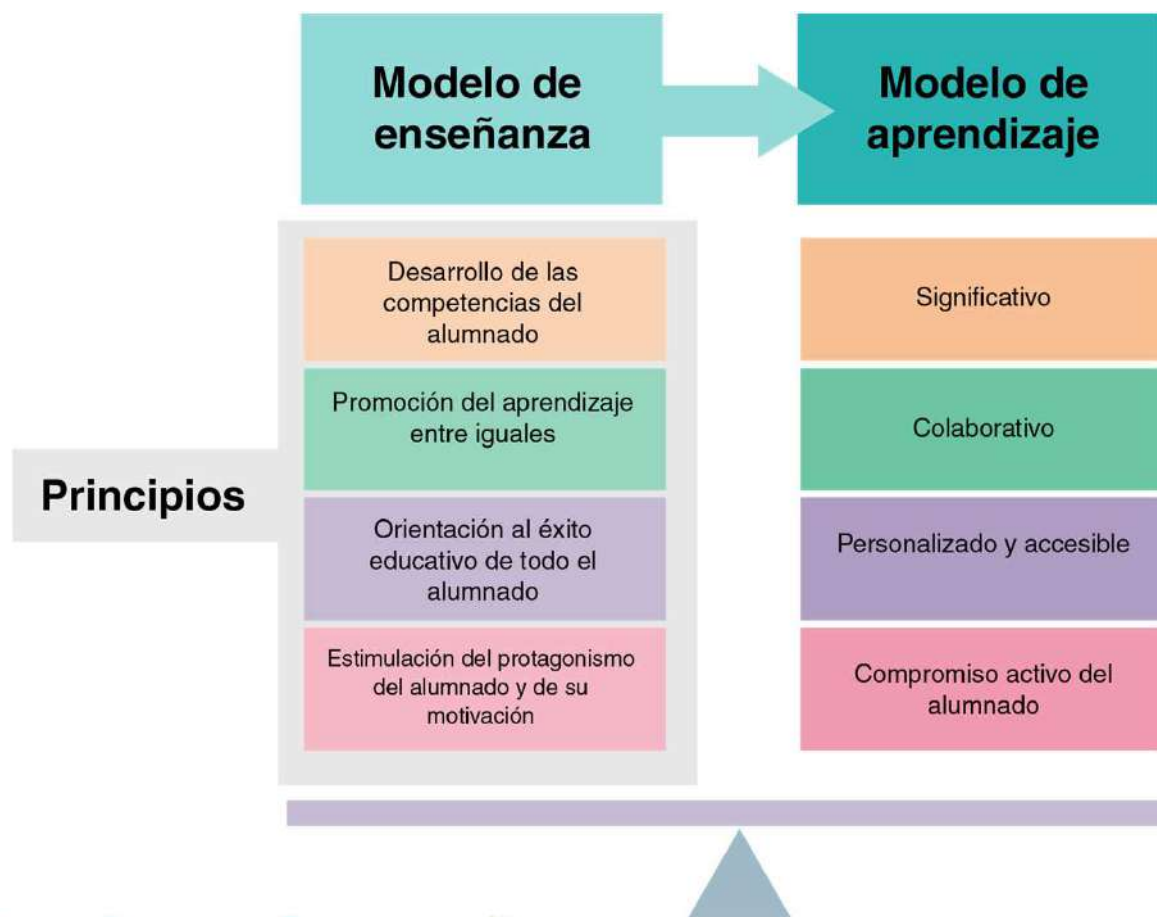 Modelo de
enseñanza
Modelo de
aprendizaje
Principios
Desarrollo de las
competencias del
alumnado
Significativo
Promoción del aprendizaje
entre iguales
Colaborativo
Orientación al éxito
educativo de todo el
alumnado
Personalizado y accesible
Estimulación del protagonismo
del alumnado y de su
motivación
Compromiso activo del
alumnado